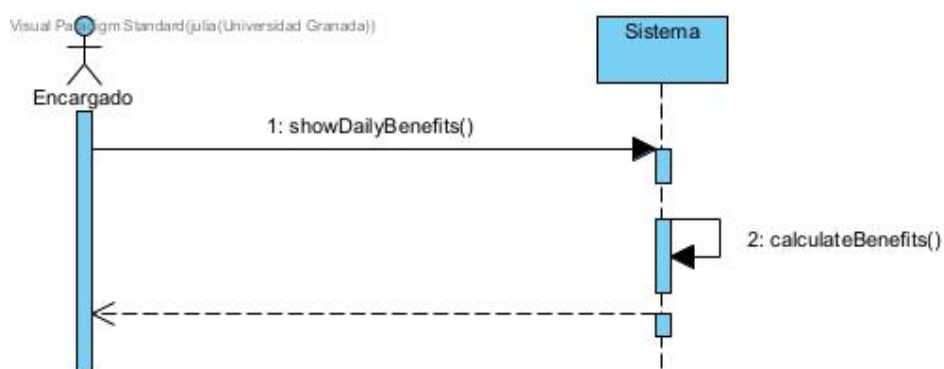 Visual Paradigm Standard(julia(Universidad Granada))
Sistema
Encargado
1: showDailyBenefits()
2: calculateBenefits()